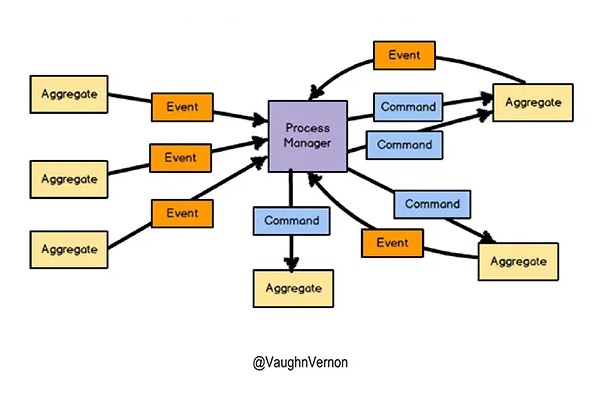 Event
Aggregate
Event
Command
Aggregate
Process
Manager
Command
Event
Aggregate
Command
Event
Command
Aggregate
Event
Aggregate
Aggregate
@VaughnVernon